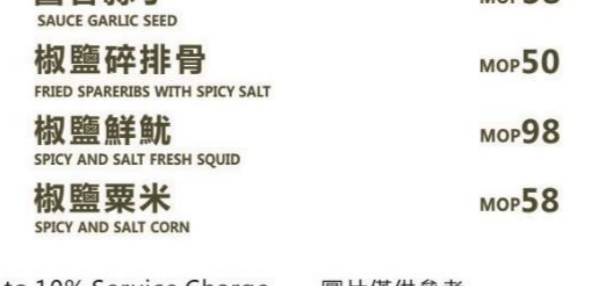 SAUCE GARLIC SEED
椒鹽碎排骨 MOP50
FRIED SPARERIBS WITH SPICY SALT
椒鹽鮮魷 MOP98
SPICY AND SALT FRESH SQUID
椒鹽粟米 MOP58
SPICY AND SALT CORN
to 10% Service Charge 圖片僅供參考